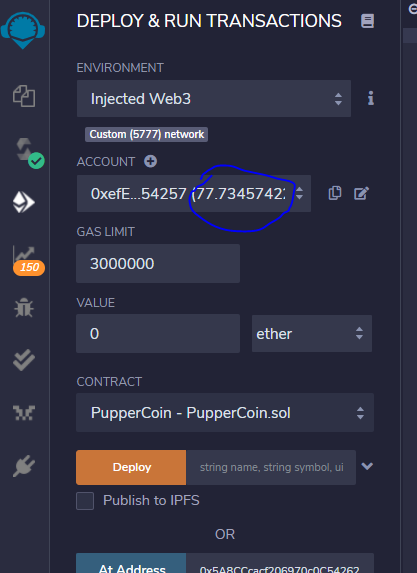 DEPLOY & RUN TRANSACTIONS
ENVIRONMENT
Injected Web3
Custom (5777) network
ACCOUNT
0xefE...54257 (77.7345742
GAS LIMIT
3000000
VALUE
0 ether
CONTRACT
PupperCoin - PupperCoin.sol
Deploy string name, string symbol, ui
Publish to IPFS
OR
At Address 0x5A8CCcacf206970c0C54262
150